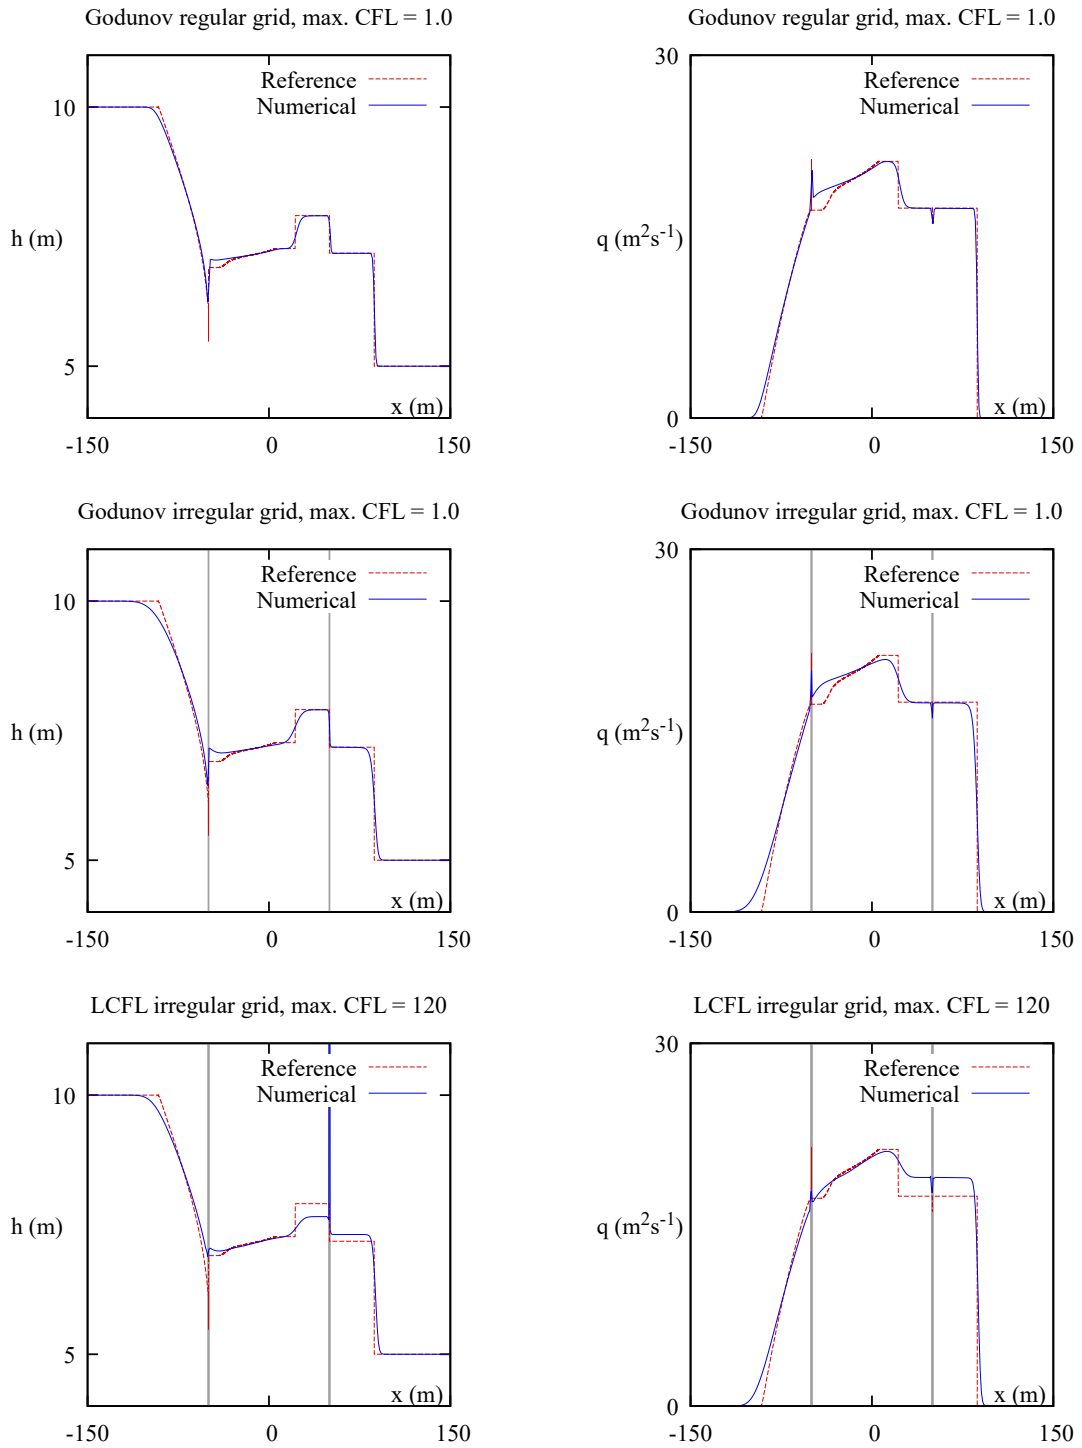 Godunov regular grid, max. CFL = 1.0
Reference
Numerical
10
h (m)
5
x (m)
-150
0
150
Godunov regular grid, max. CFL = 1.0
30
Reference
Numerical
q (m²s⁻¹)
0
x (m)
-150
0
150
Godunov irregular grid, max. CFL = 1.0
Reference
Numerical
10
h (m)
5
x (m)
-150
0
150
Godunov irregular grid, max. CFL = 1.0
30
Reference
Numerical
q (m²s⁻¹)
0
x (m)
-150
0
150
LCFL irregular grid, max. CFL = 120
Reference
Numerical
10
h (m)
5
x (m)
-150
0
150
LCFL irregular grid, max. CFL = 120
30
Reference
Numerical
q (m²s⁻¹)
0
x (m)
-150
0
150